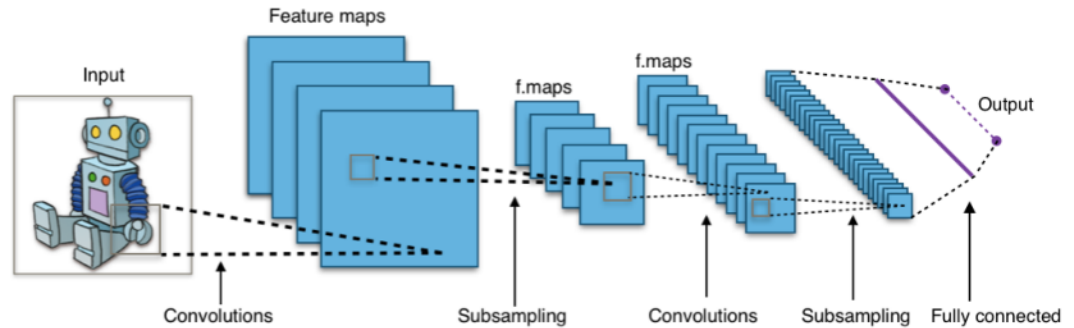 Feature maps
Input
f.maps
f.maps
Output
Convolutions
Subsampling
Convolutions
Subsampling
Fully connected